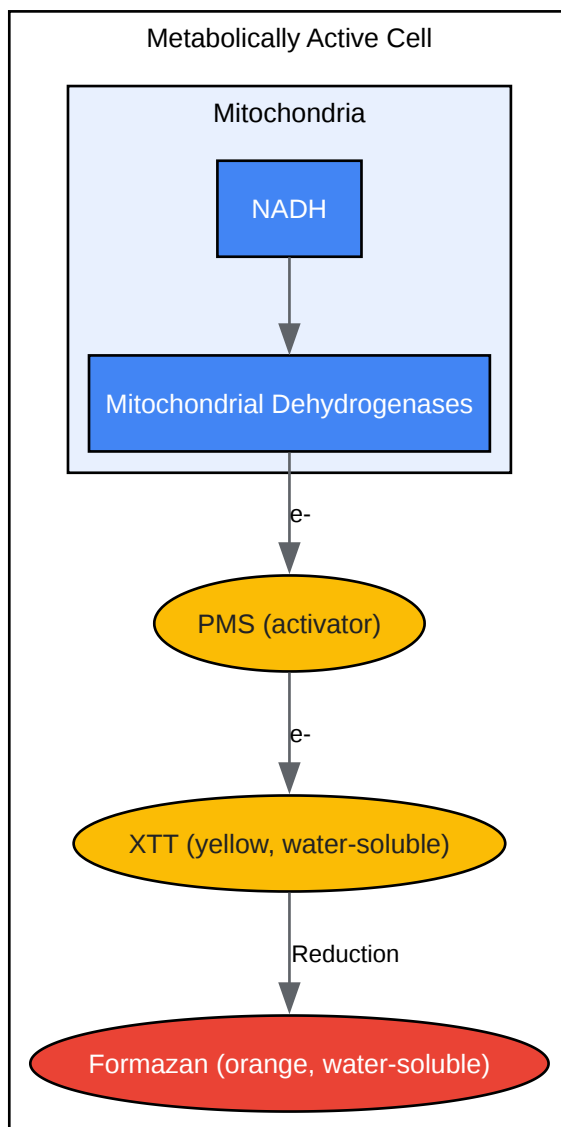 Metabolically Active Cell
Mitochondria
NADH
Mitochondrial Dehydrogenases
e-
PMS (activator)
e-
XTT (yellow, water-soluble)
Reduction
Formazan (orange, water-soluble)